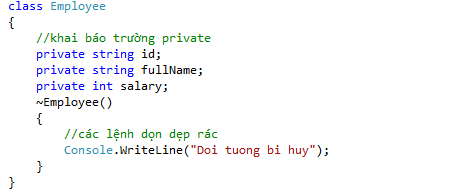 class Employee
{
//khai báo trường private
private string id;
private string fullName;
private int salary;
~Employee()
{
//các lệnh dọn dẹp rác
Console.WriteLine("Doi tuong bi huy");
}
}